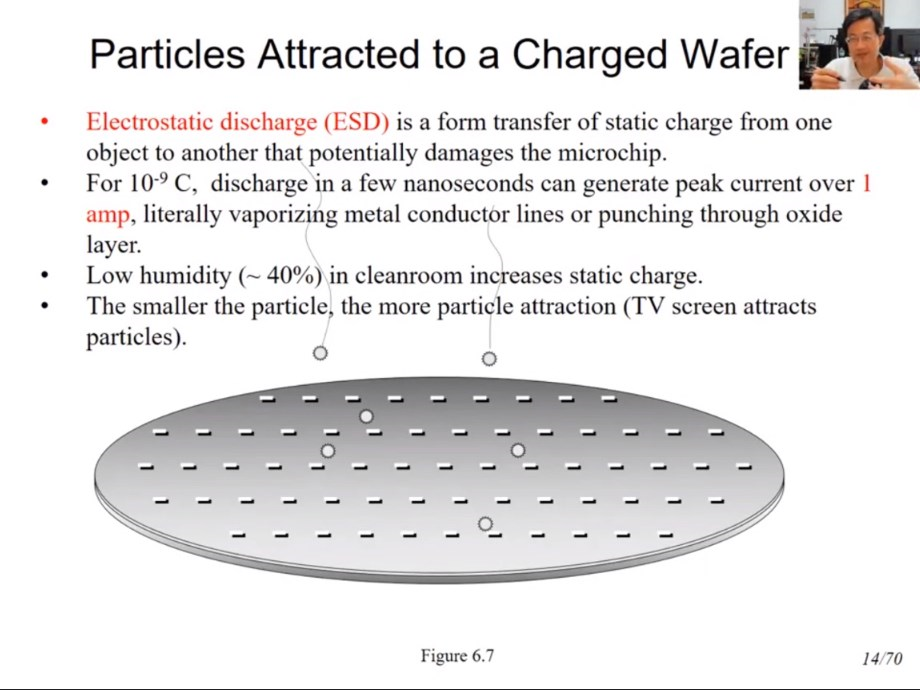 Particles Attracted to a Charged Wafer
• Electrostatic discharge (ESD) is a form transfer of static charge from one
object to another that potentially damages the microchip.
• For 10⁻⁹ C, discharge in a few nanoseconds can generate peak current over 1
amp, literally vaporizing metal conductor lines or punching through oxide
layer.
• Low humidity (~ 40%) in cleanroom increases static charge.
• The smaller the particle, the more particle attraction (TV screen attracts
particles).
Figure 6.7
14/70